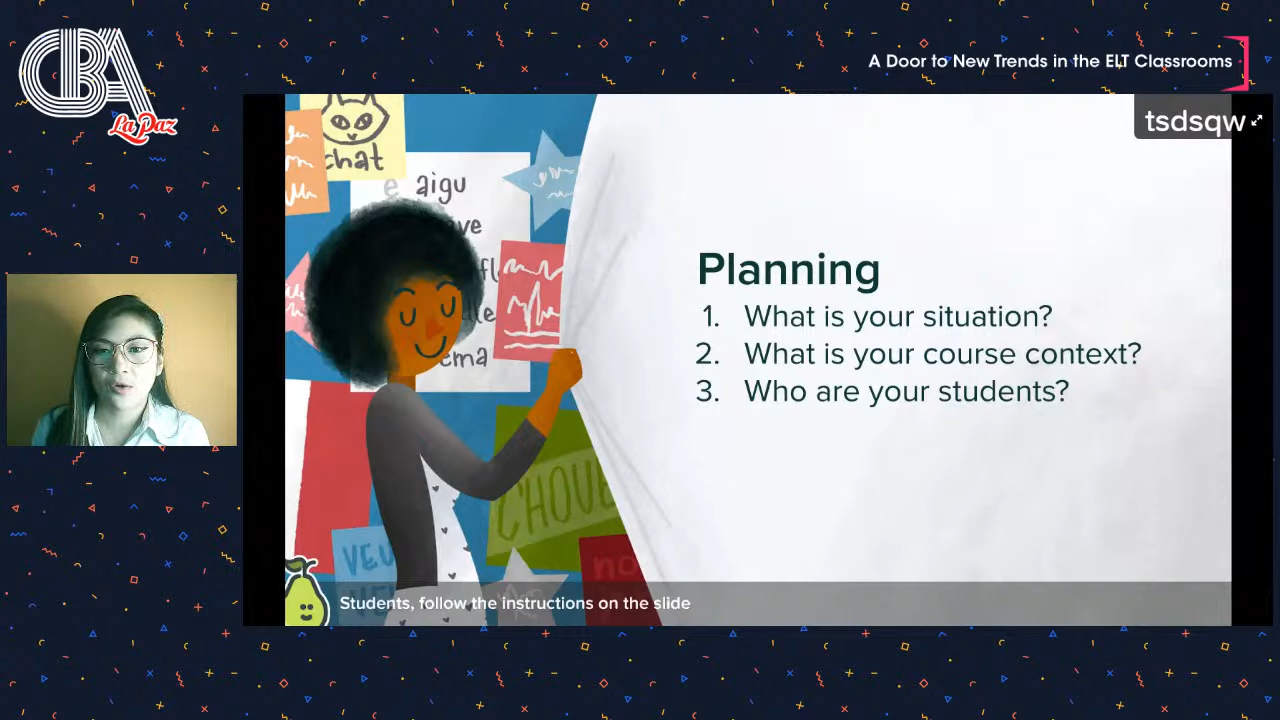 CBA
La Paz
A Door to New Trends in the ELT Classrooms
tsdsqw
chat
e aigu
Planning
1. What is your situation?
2. What is your course context?
3. Who are your students?
Students, follow the instructions on the slide